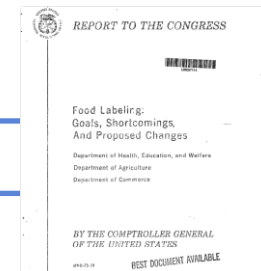 REPORT TO THE CONGRESS
Food Labeling:
Goals, Shortcomings,
And Proposed Changes
Department of Health, Education, and Welfare
Department of Agriculture
Department of Commerce
BY THE COMPTROLLER GENERAL
OF THE UNITED STATES
BEST DOCUMENT AVAILABLE